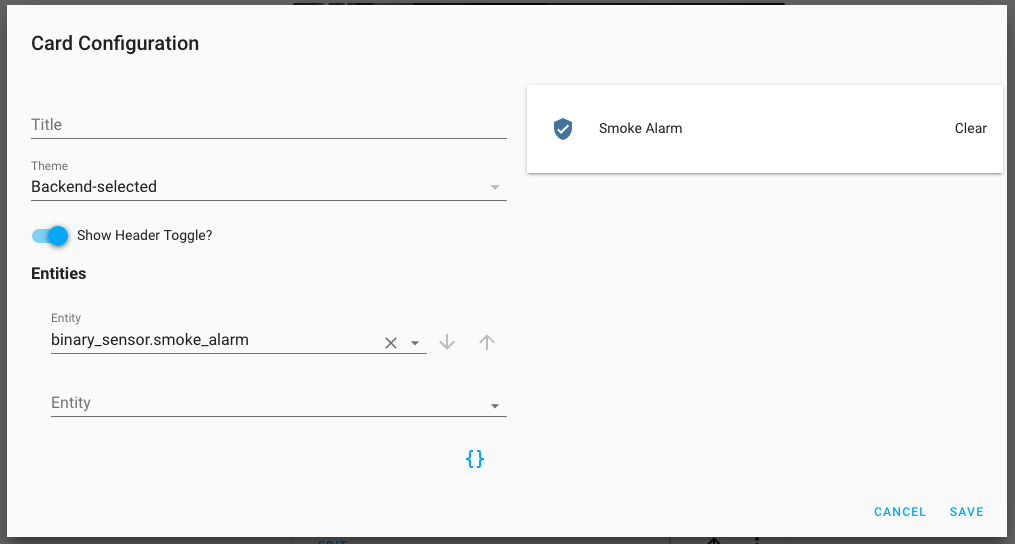 Card Configuration
Title
Theme
Backend-selected
Show Header Toggle?
Entities
Entity
binary_sensor.smoke_alarm
Entity
{}
Smoke Alarm
Clear
CANCEL
SAVE
EDIT